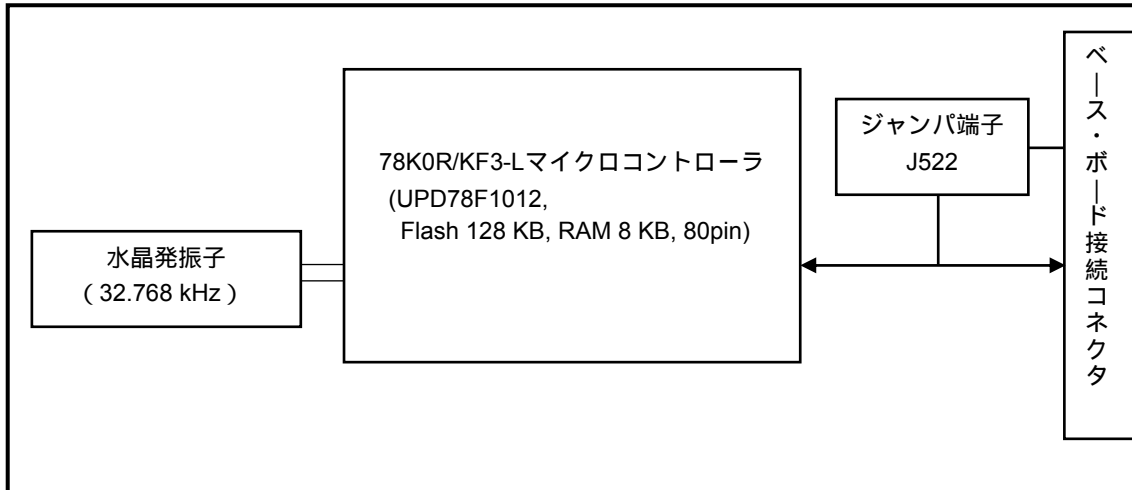 水晶発振子
（32.768 kHz）
78K0R/KF3-Lマイクロコントローラ
(UPD78F1012,
Flash 128 KB, RAM 8 KB, 80pin)
ジャンパ端子
J522
ベース・ボード接続コネクタ